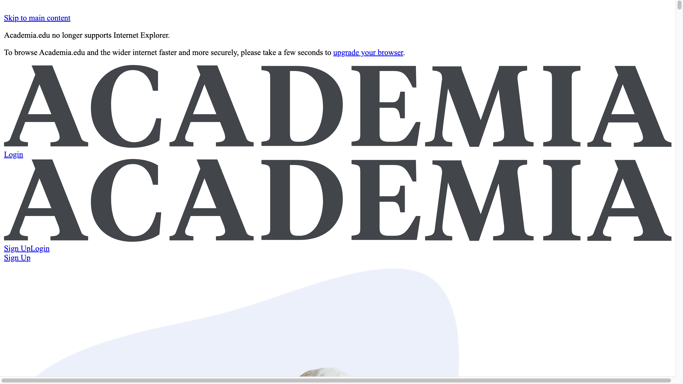 Skip to main content
Academia.edu no longer supports Internet Explorer.
To browse Academia.edu and the wider internet faster and more securely, please take a few seconds to upgrade your browser.
ACADEMIA
Login
ACADEMIA
Sign UpLogin
Sign Up